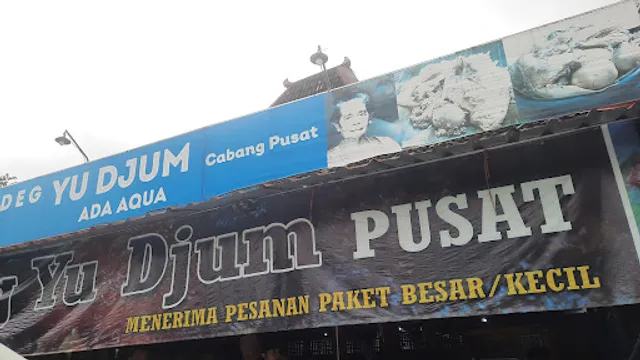 DEG YU DJUM Cabang Pusat
ADA AQUA
Yu Djum PUSAT
MENERIMA PESANAN PAKET BESAR/KECIL